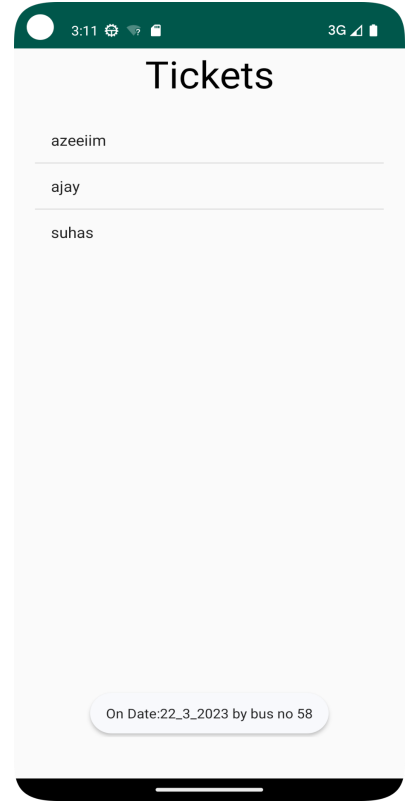 3:11 3G
Tickets
azeeiim
ajay
suhas
On Date:22_3_2023 by bus no 58